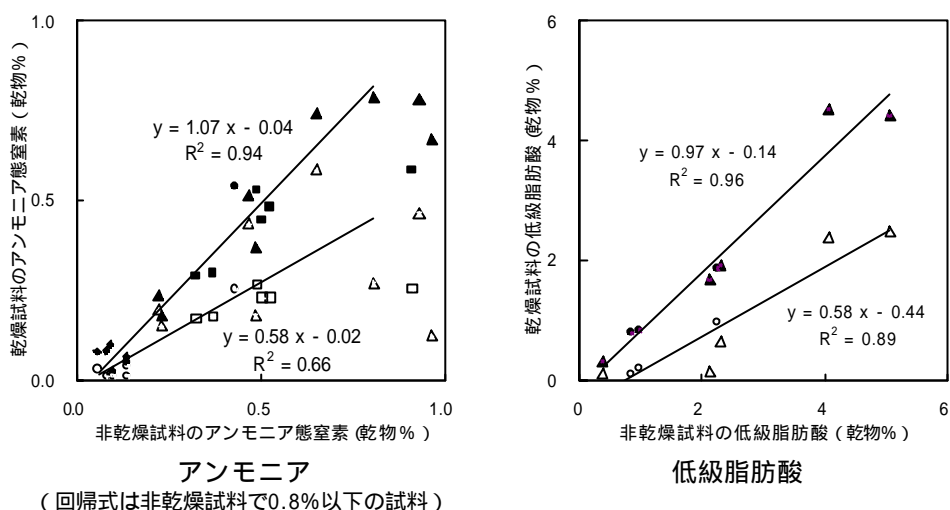 乾燥試料のアンモニア態窒素（乾物％）
1.0
0.5
0.0
y = 1.07 x - 0.04
R2 = 0.94
y = 0.58 x - 0.02
R2 = 0.66
0.0 0.5 1.0
非乾燥試料のアンモニア態窒素（乾物％）
アンモニア
（回帰式は非乾燥試料で0.8%以下の試料）
乾燥試料の低級脂肪酸（乾物％）
6
4
2
0
y = 0.97 x - 0.14
R2 = 0.96
y = 0.58 x - 0.44
R2 = 0.89
0 2 4 6
非乾燥試料の低級脂肪酸（乾物%）
低級脂肪酸